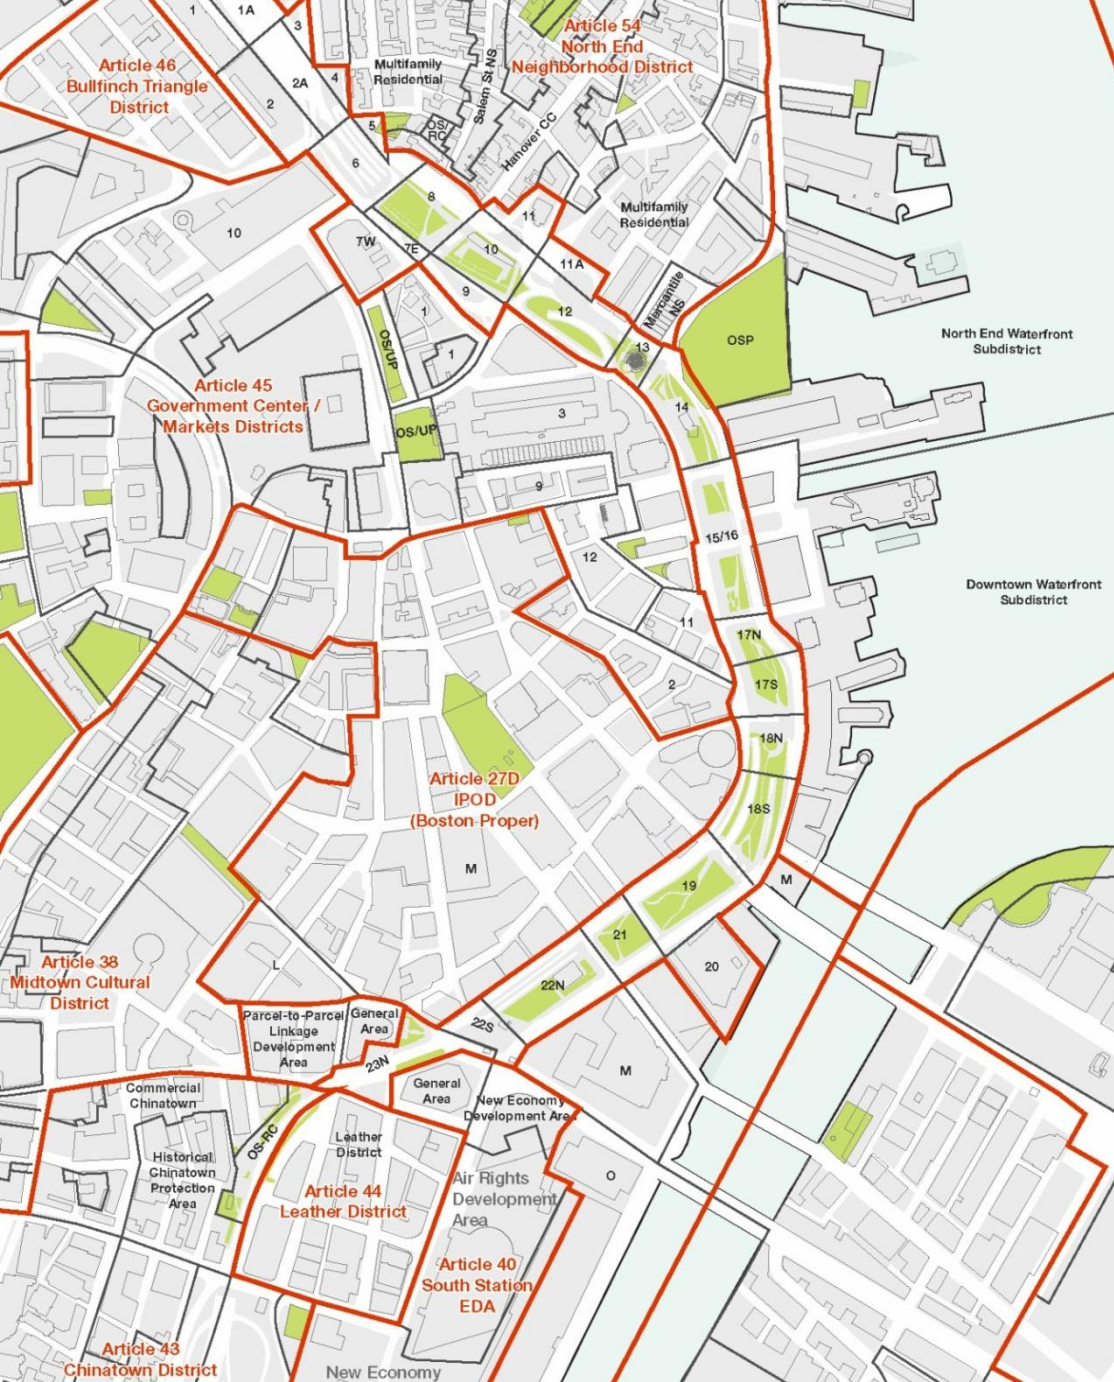 1
1A
3
Article 54
North End
Neighborhood District
Article 46
Bullfinch Triangle
District
Multifamily
Residential
Salem St NS
2A
4
2
5
OS/
RC
Hanover CC
6
8
11
Multifamily
Residential
10
7W
7E
10
11A
9
Mercantile
NS
1
12
OS/UP
1
13
OSP
North End Waterfront
Subdistrict
Article 45
Government Center /
Markets Districts
3
14
OS/UP
9
15/16
12
Downtown Waterfront
Subdistrict
11
17N
2
17S
18N
Article 27D
IPOD
(Boston Proper)
18S
M
19
M
21
Article 38
Midtown Cultural
District
L
20
22N
Parcel-to-Parcel
Linkage
Development
Area
General
Area
22S
23N
M
Commercial
Chinatown
General
Area
New Economy
Development Area
OS-RC
Leather
District
Historical
Chinatown
Protection
Area
Air Rights
Development
Area
O
Article 44
Leather District
Article 40
South Station
EDA
Article 43
Chinatown District
New Economy